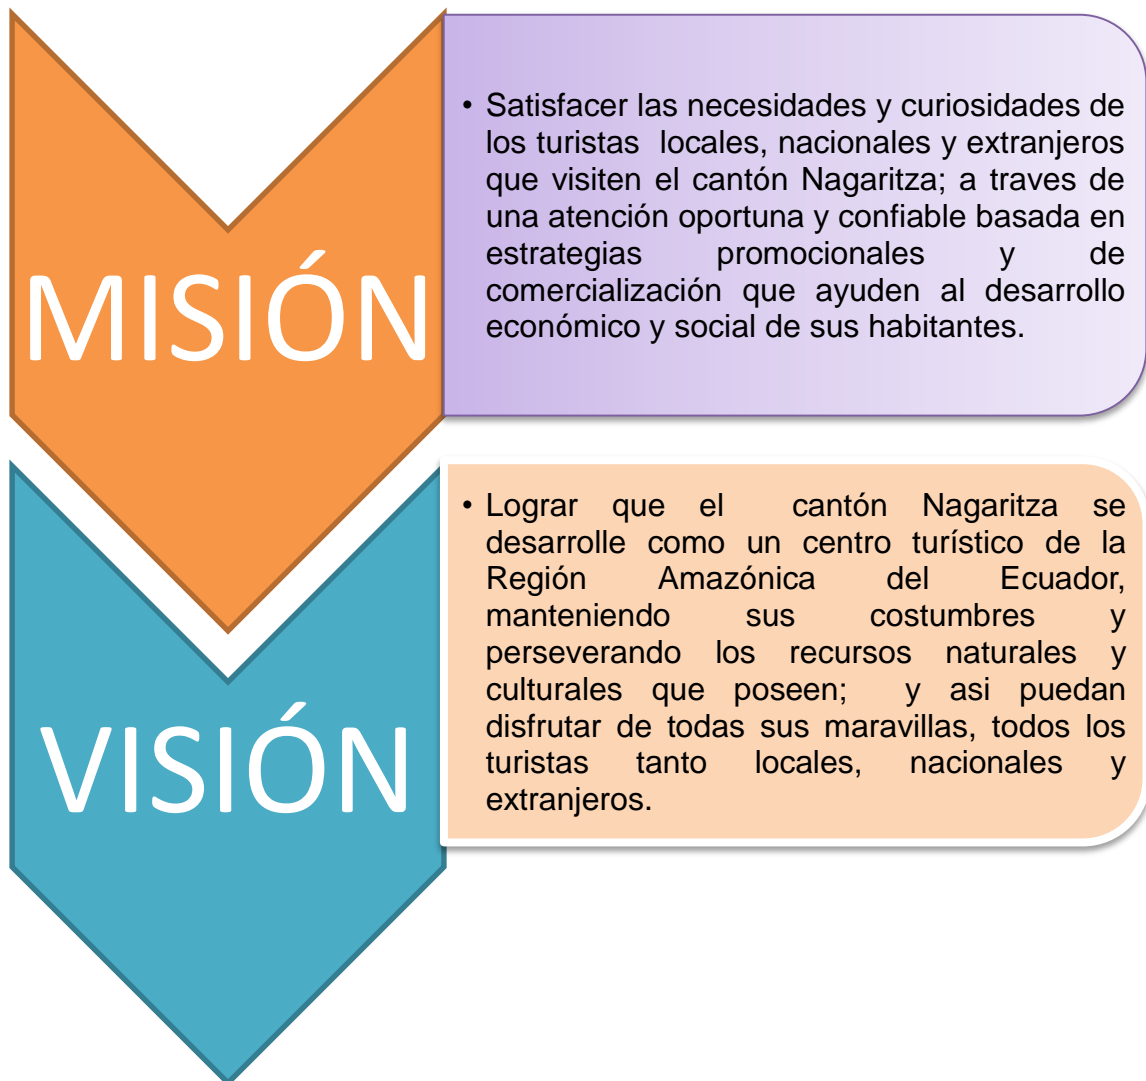 MISIÓN
• Satisfacer las necesidades y curiosidades de
los turistas locales, nacionales y extranjeros
que visiten el cantón Nagaritza; a traves de
una atención oportuna y confiable basada en
estrategias promocionales y de
comercialización que ayuden al desarrollo
económico y social de sus habitantes.
VISIÓN
• Lograr que el cantón Nagaritza se
desarrolle como un centro turístico de la
Región Amazónica del Ecuador,
manteniendo sus costumbres y
perseverando los recursos naturales y
culturales que poseen; y asi puedan
disfrutar de todas sus maravillas, todos los
turistas tanto locales, nacionales y
extranjeros.